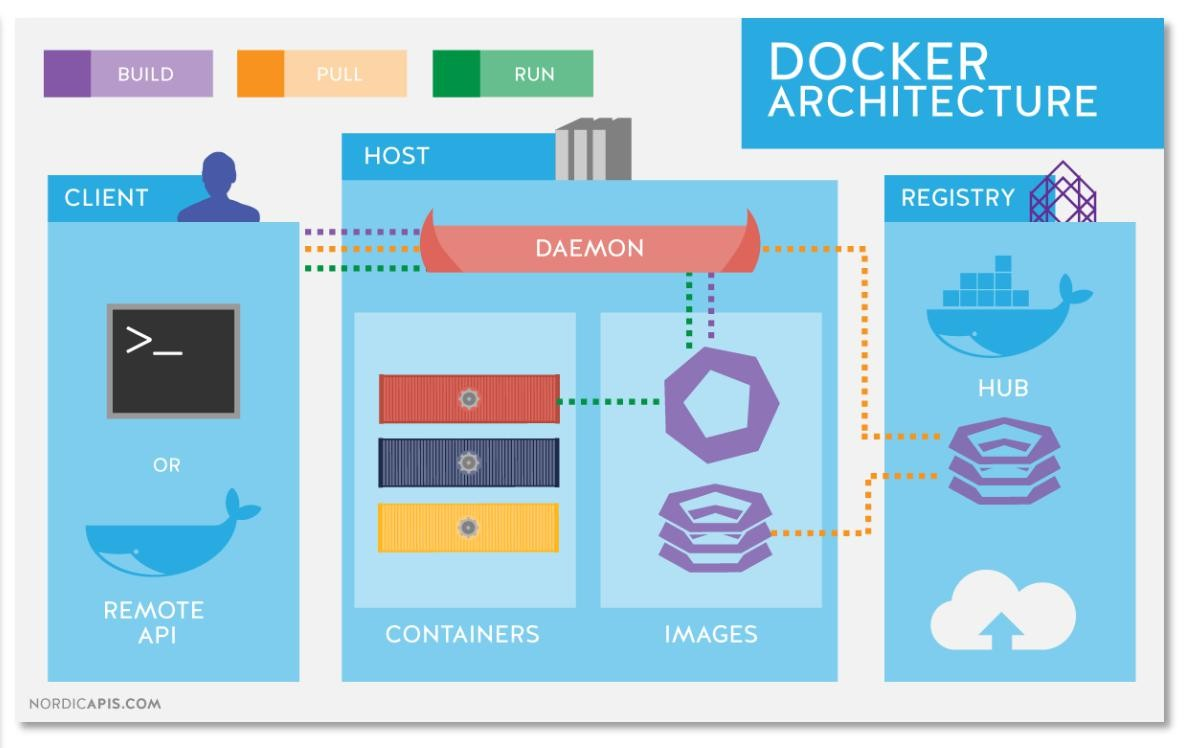 BUILD
PULL
RUN
DOCKER
ARCHITECTURE
HOST
CLIENT
REGISTRY
DAEMON
>_
HUB
OR
REMOTE
API
CONTAINERS
IMAGES
NORDICAPIS.COM